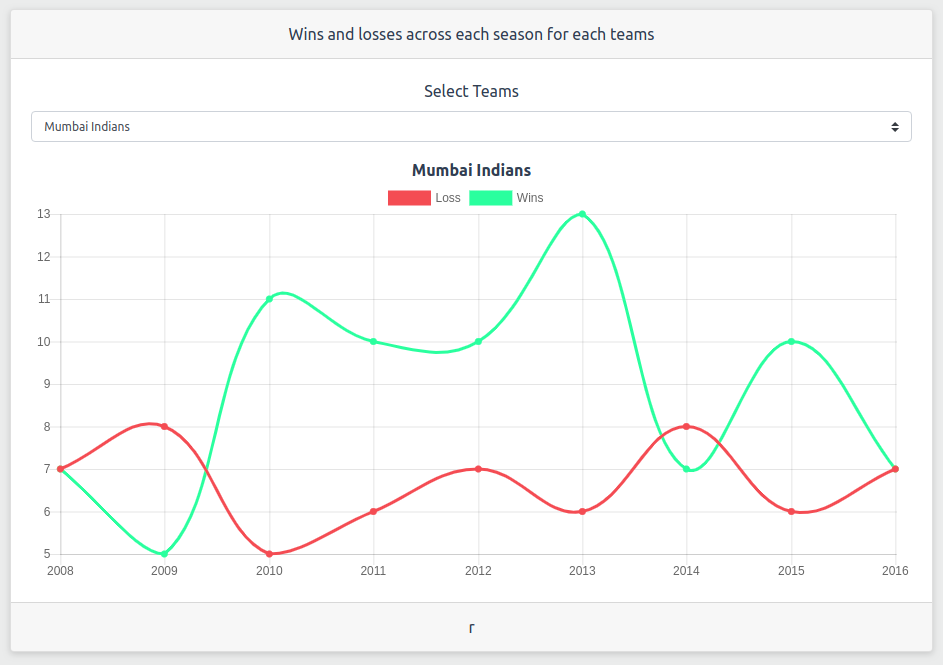 Wins and losses across each season for each teams
Select Teams
Mumbai Indians
Mumbai Indians
Loss Wins
13
12
11
10
9
8
7
6
5
2008 2009 2010 2011 2012 2013 2014 2015 2016
r